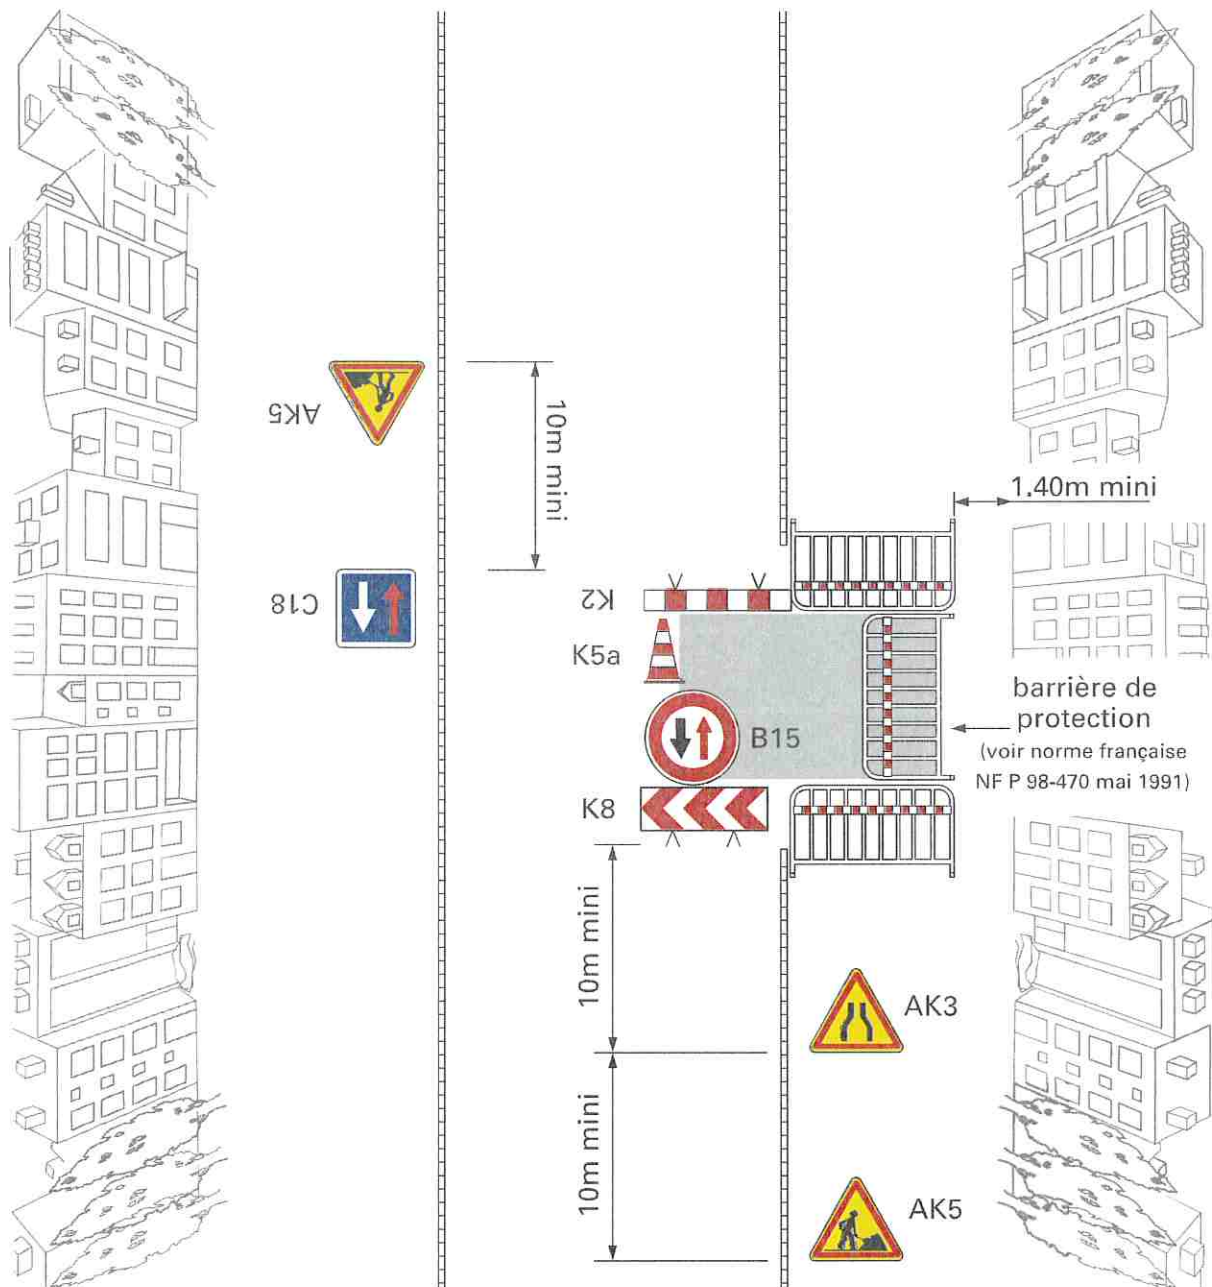 AK5
10m mini
1.40m mini
C18
K2
K5a
barrière de
protection
(voir norme française
NF P 98-470 mai 1991)
B15
K8
10m mini
AK3
10m mini
AK5